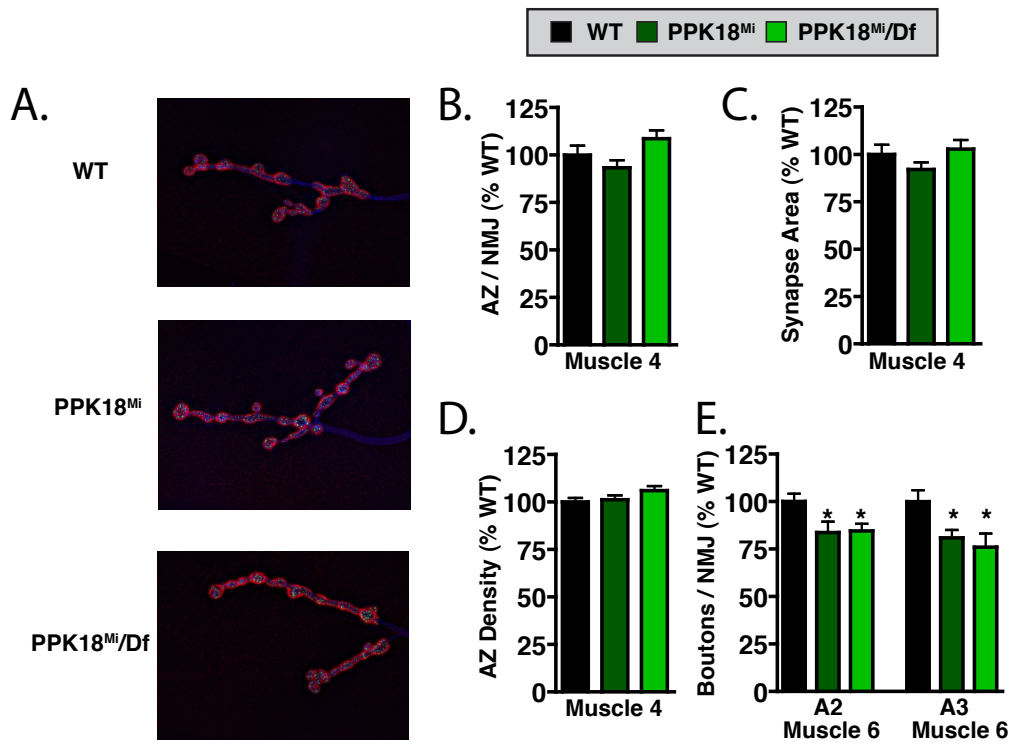 WT PPK18ᴹⁱ PPK18ᴹⁱ/Df
A.
WT
PPK18ᴹⁱ
PPK18ᴹⁱ/Df
B.
AZ / NMJ (% WT)
125
100
75
50
25
0
Muscle 4
C.
Synapse Area (% WT)
125
100
75
50
25
0
Muscle 4
D.
AZ Density (% WT)
125
100
75
50
25
0
Muscle 4
E.
Boutons / NMJ (% WT)
125
100
75
50
25
0
* * * *
A2 A3
Muscle 6 Muscle 6